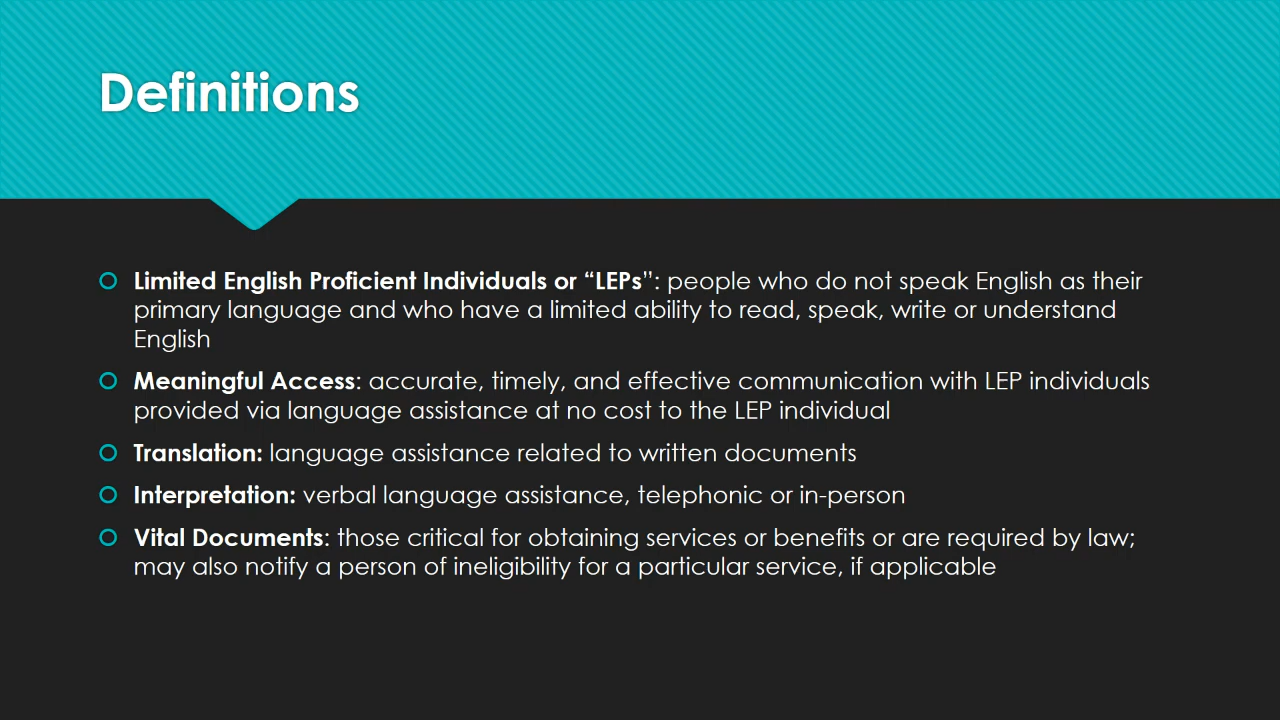 Definitions
Limited English Proficient Individuals or “LEPs”: people who do not speak English as their
primary language and who have a limited ability to read, speak, write or understand
English
Meaningful Access: accurate, timely, and effective communication with LEP individuals
provided via language assistance at no cost to the LEP individual
Translation: language assistance related to written documents
Interpretation: verbal language assistance, telephonic or in-person
Vital Documents: those critical for obtaining services or benefits or are required by law;
may also notify a person of ineligibility for a particular service, if applicable